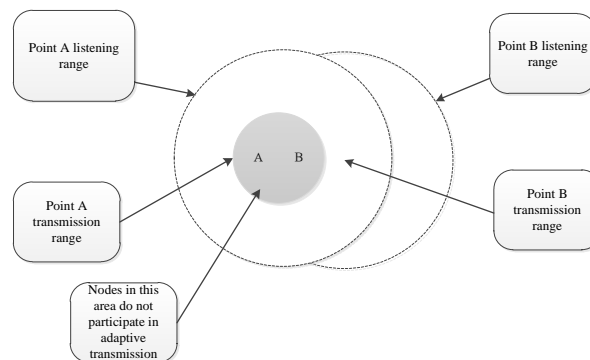 Point A listening
range
Point B listening
range
A B
Point A
transmission
range
Point B
transmission
range
Nodes in this
area do not
participate in
adaptive
transmission